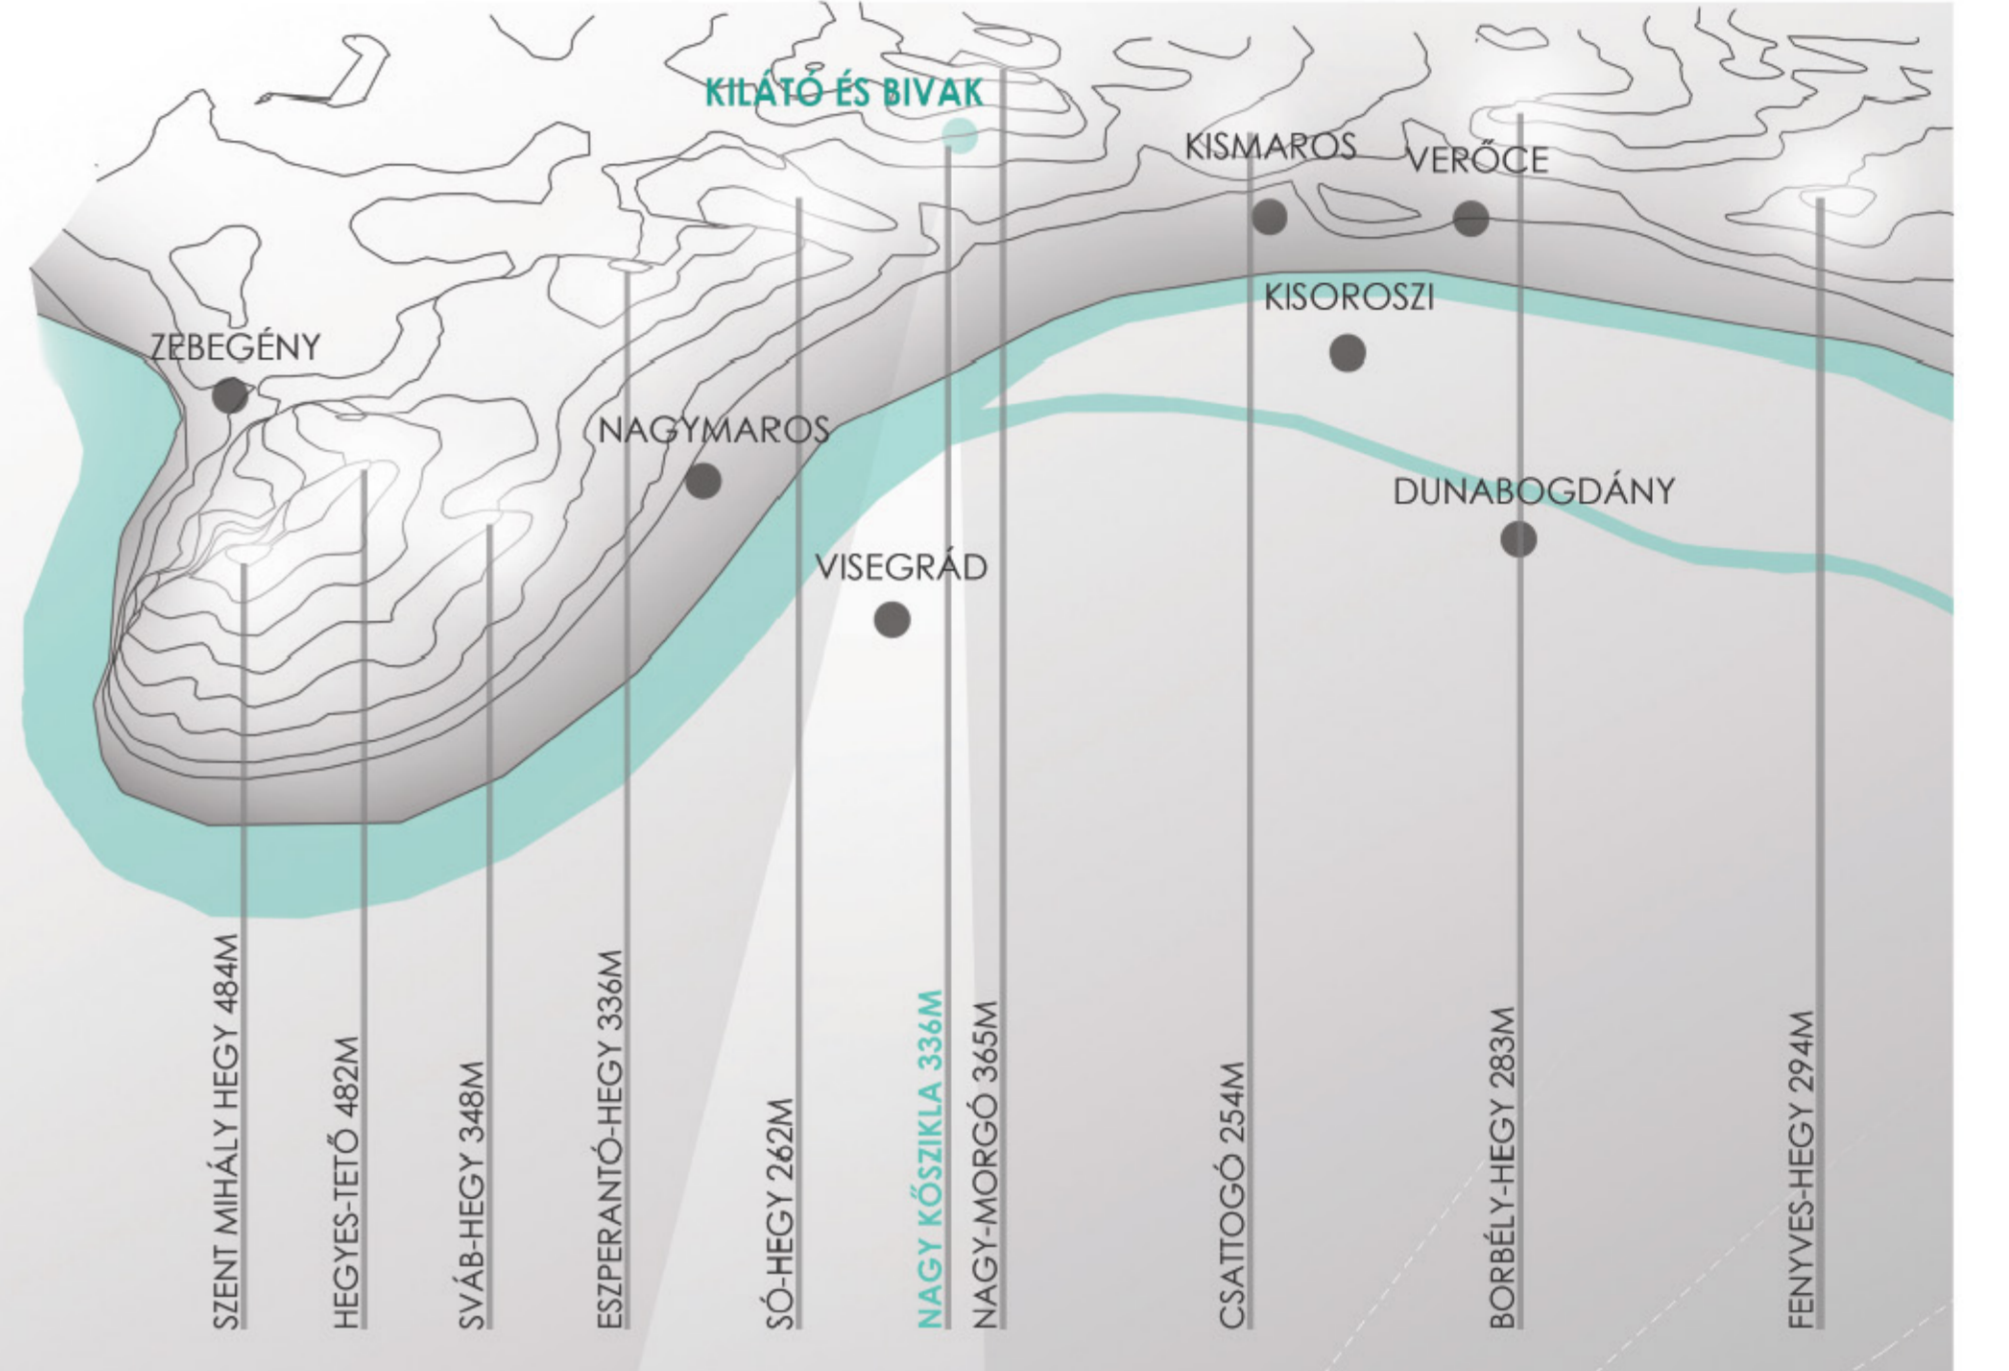 KILÁTÓ ÉS BIVAK
KISMAROS
VERŐCE
KISOROSZI
ZEBEGÉNY
NAGYMAROS
DUNABOGDÁNY
VISEGRÁD
SZENT MIHÁLY HEGY 484M
HEGYES-TETŐ 482M
SVÁB-HEGY 348M
ESZPERANTÓ-HEGY 336M
SÓ-HEGY 262M
NAGY KŐSZIKLA 336M
NAGY-MORGÓ 365M
CSATTOGÓ 254M
BORBÉLY-HEGY 283M
FENYVES-HEGY 294M